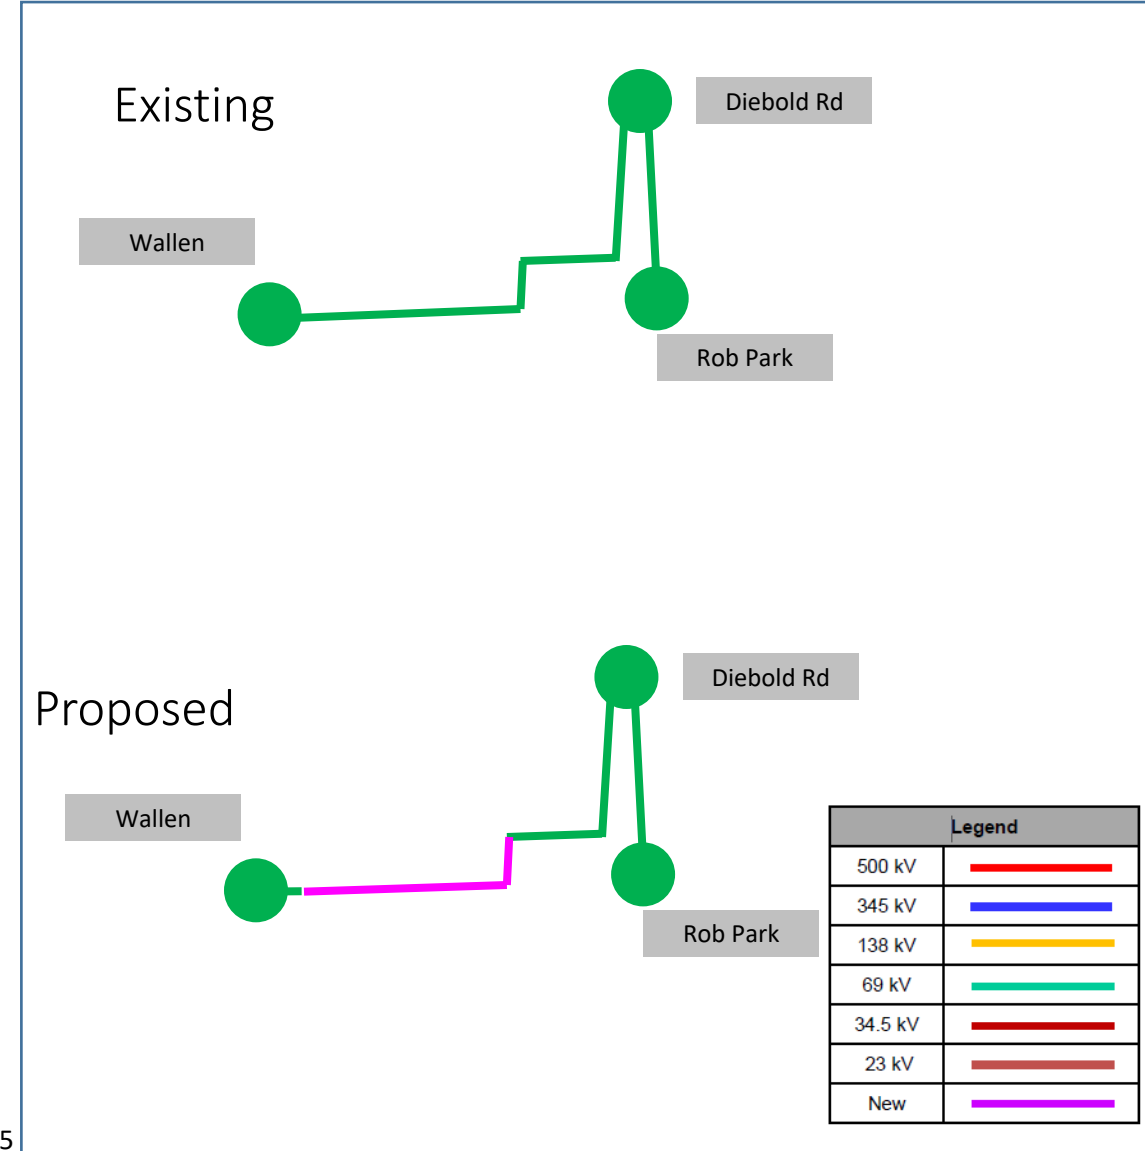 Existing
Diebold Rd
Wallen
Rob Park
Proposed
Diebold Rd
Wallen
Rob Park
Legend
500 kV
345 kV
138 kV
69 kV
34.5 kV
23 kV
New
5